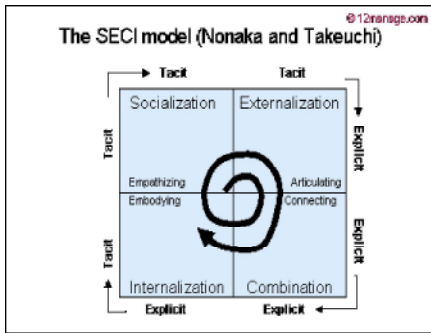 ©12manage.com
The SECI model (Nonaka and Takeuchi)
Tacit Tacit
Socialization Externalization
Tacit
Explicit
Empathizing Articulating
Embodying Connecting
Tacit
Explicit
Internalization Combination
Explicit Explicit